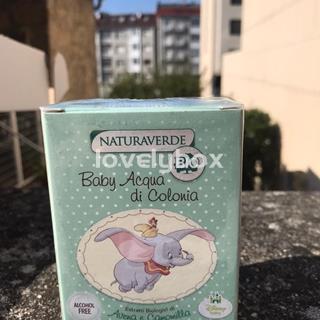 NATURAVERDE
BIO
lovelybox
Baby Acqua
di Colonia
Estratti Biologici di
Avena e Camomilla
ALCOHOL
FREE
Disney